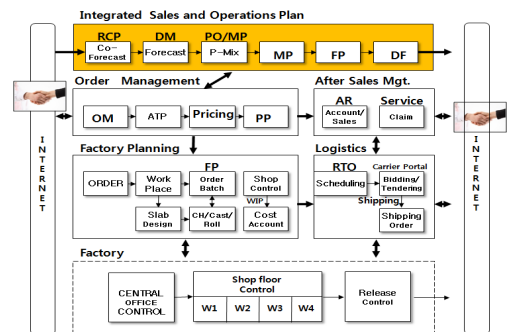 Integrated Sales and Operations Plan
RCP DM PO/MP
Co-
Forecast
Forecast
P-Mix
MP
FP
DF
Order Management
After Sales Mgt.
OM
ATP
Pricing
PP
AR
Service
Account/
Sales
Claim
INTERNET
INTERNET
Factory Planning
Logistics
FP
ORDER
Work
Place
Order
Batch
Shop
Control
WIP
Slab
Design
CH/Cast/
Roll
Cost
Account
RTO
Carrier Portal
Scheduling
Bidding/
Tendering
Shipping
Shipping
Order
Factory
CENTRAL
OFFICE
CONTROL
Shop floor
Control
W1 W2 W3 W4
Release
Control